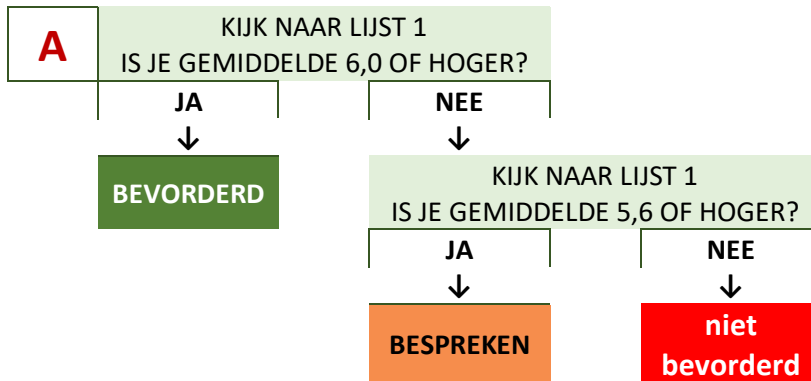 A
KIJK NAAR LIJST 1
IS JE GEMIDDELDE 6,0 OF HOGER?
JA
NEE
↓
↓
BEVORDERD
KIJK NAAR LIJST 1
IS JE GEMIDDELDE 5,6 OF HOGER?
JA
NEE
↓
↓
BESPREKEN
niet
bevorderd